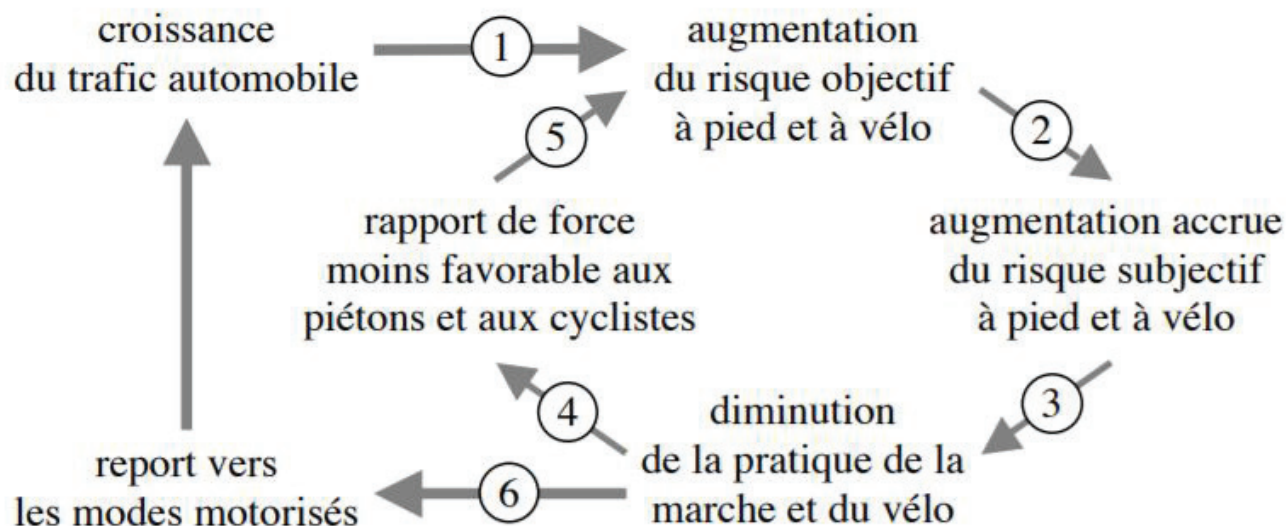 croissance
du trafic automobile
1
augmentation
du risque objectif
à pied et à vélo
5
2
rapport de force
moins favorable aux
piétons et aux cyclistes
augmentation accrue
du risque subjectif
à pied et à vélo
4
3
diminution
de la pratique de la
marche et du vélo
6
report vers
les modes motorisés